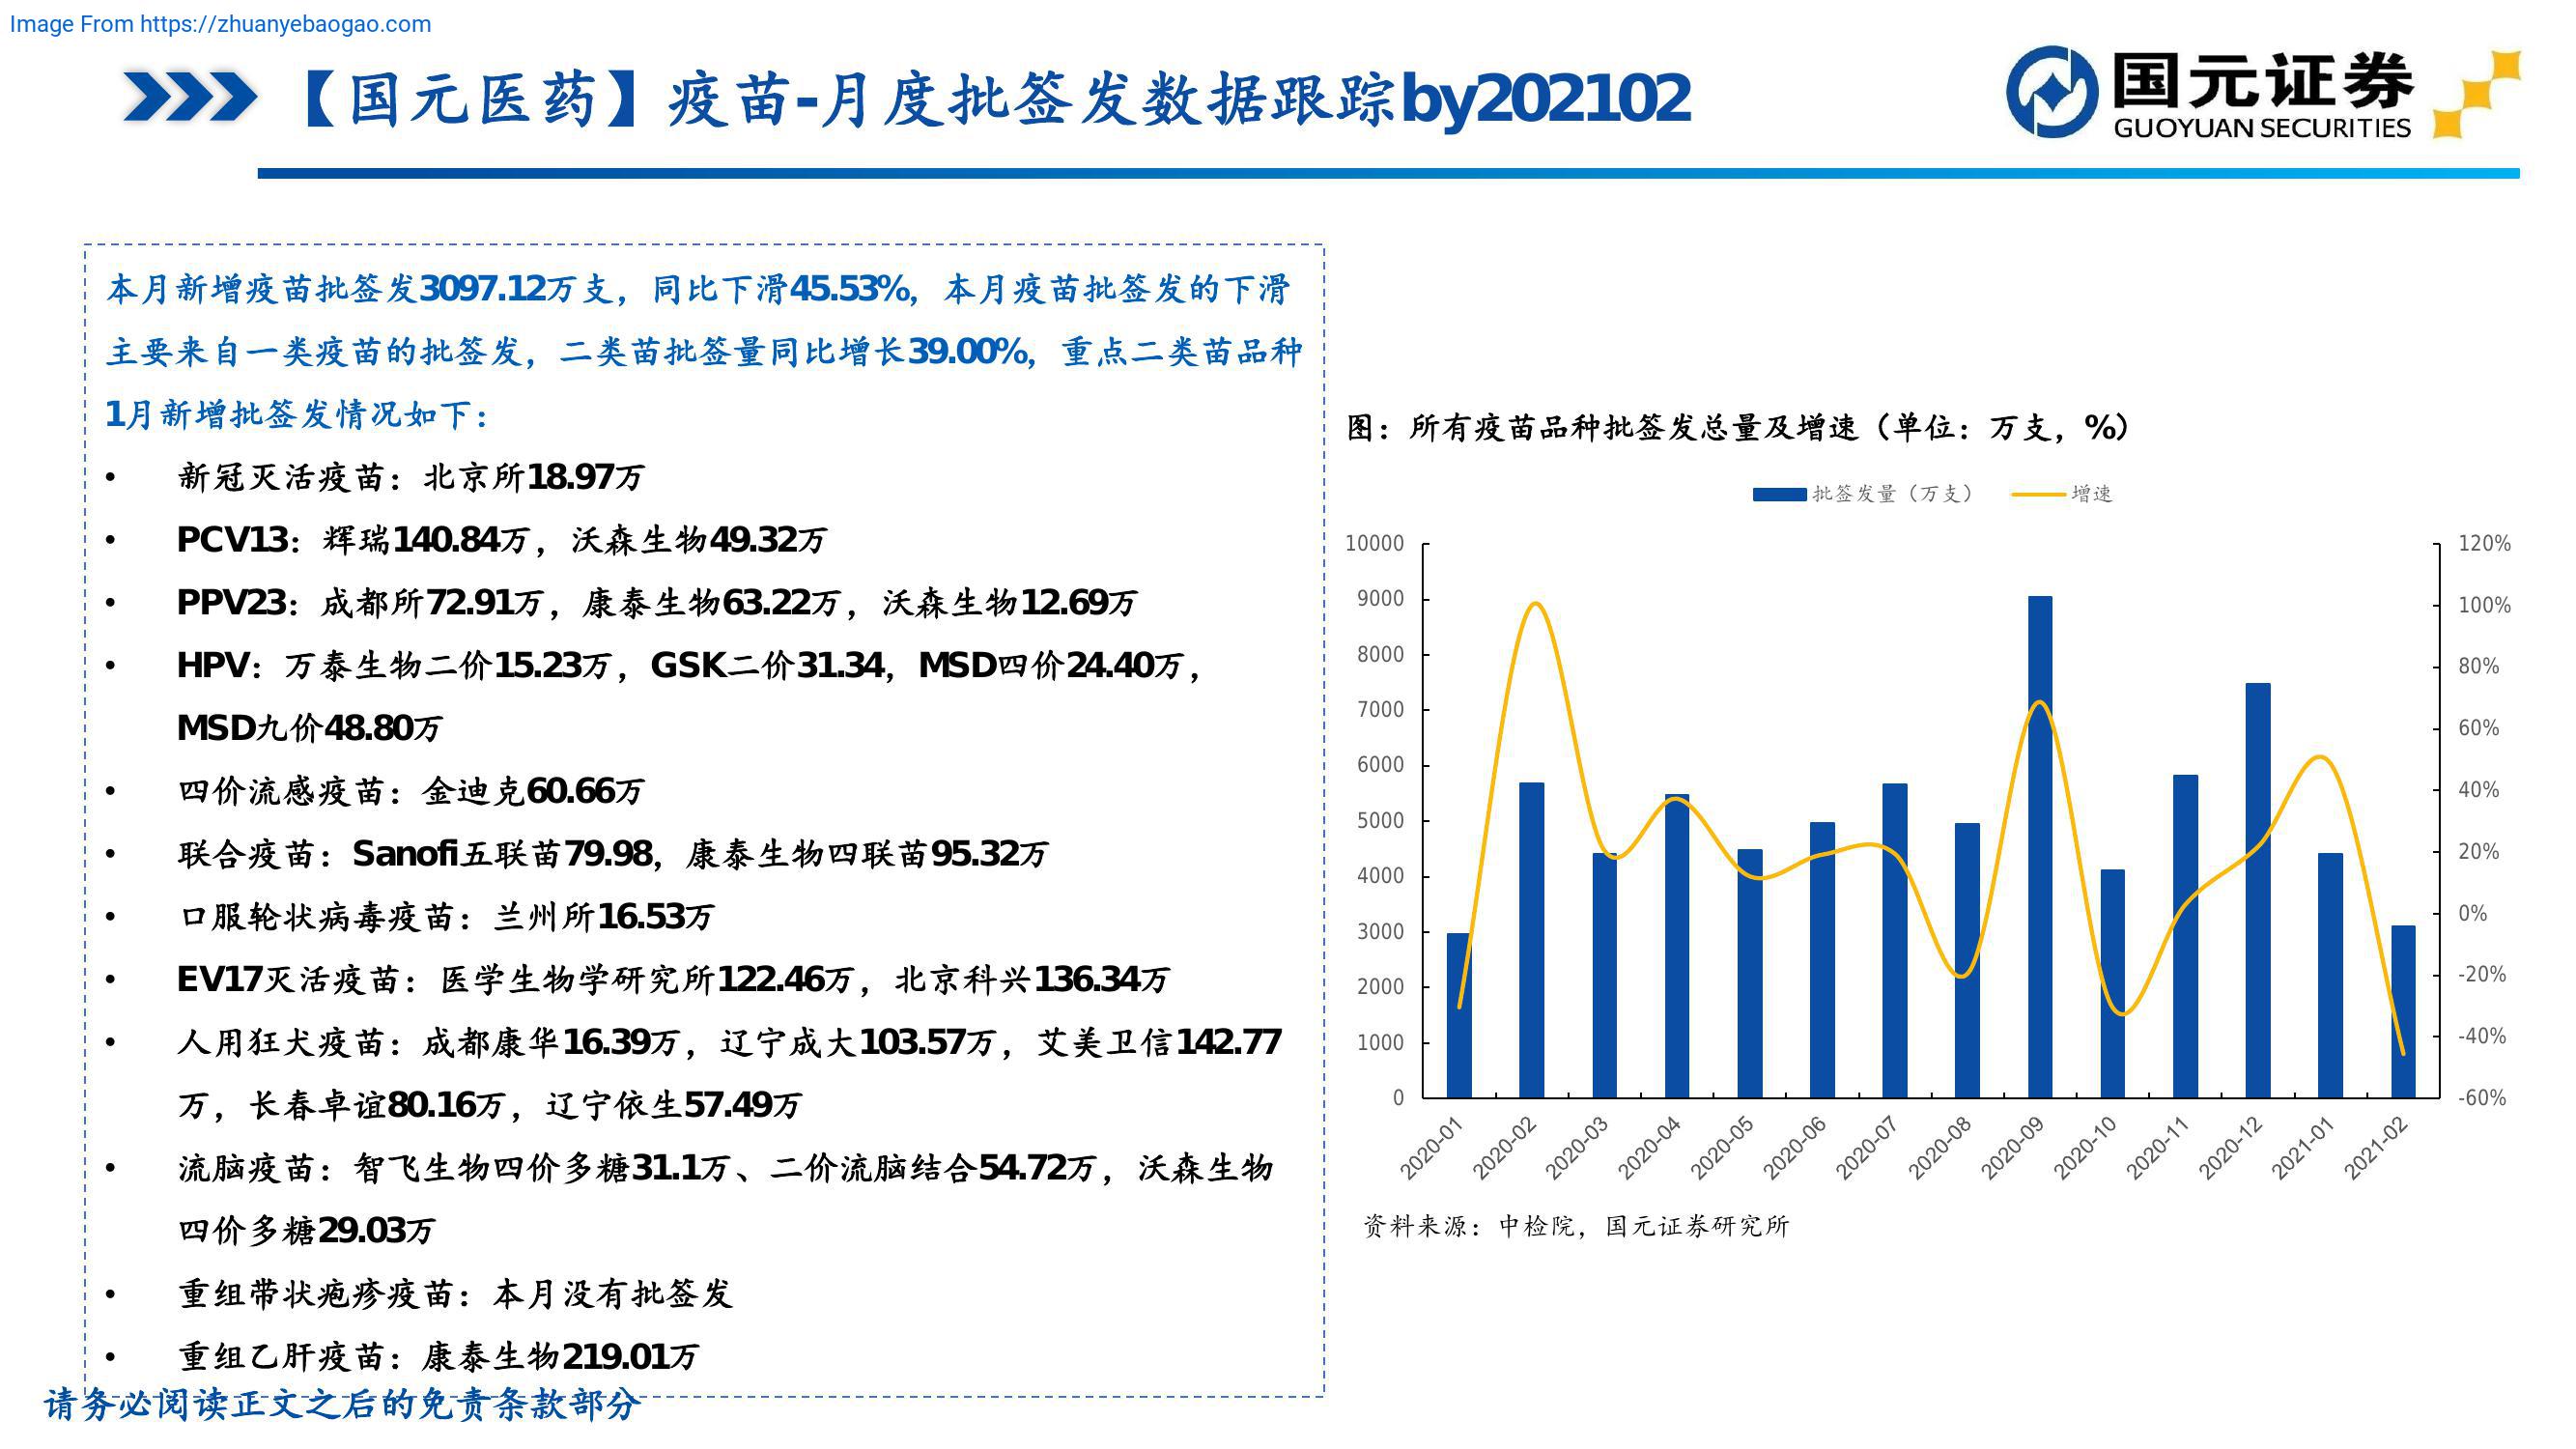 Image From https://zhuanyebaogao.com
【国元医药】疫苗-月度批签发数据跟踪by202102
国元证券
GUOYUAN SECURITIES
本月新增疫苗批签发3097.12万支，同比下滑45.53%，本月疫苗批签发的下滑
主要来自一类疫苗的批签发，二类苗批签量同比增长39.00%，重点二类苗品种
1月新增批签发情况如下：
• 新冠灭活疫苗：北京所18.97万
• PCV13：辉瑞140.84万，沃森生物49.32万
• PPV23：成都所72.91万，康泰生物63.22万，沃森生物12.69万
• HPV：万泰生物二价15.23万，GSK二价31.34，MSD四价24.40万，
MSD九价48.80万
• 四价流感疫苗：金迪克60.66万
• 联合疫苗：Sanofi五联苗79.98，康泰生物四联苗95.32万
• 口服轮状病毒疫苗：兰州所16.53万
• EV17灭活疫苗：医学生物学研究所122.46万，北京科兴136.34万
• 人用狂犬疫苗：成都康华16.39万，辽宁成大103.57万，艾美卫信142.77
万，长春卓谊80.16万，辽宁依生57.49万
• 流脑疫苗：智飞生物四价多糖31.1万、二价流脑结合54.72万，沃森生物
四价多糖29.03万
• 重组带状疱疹疫苗：本月没有批签发
• 重组乙肝疫苗：康泰生物219.01万
图：所有疫苗品种批签发总量及增速（单位：万支，%）
批签发量（万支） 增速
10000
9000
8000
7000
6000
5000
4000
3000
2000
1000
0
120%
100%
80%
60%
40%
20%
0%
-20%
-40%
-60%
2020-01
2020-02
2020-03
2020-04
2020-05
2020-06
2020-07
2020-08
2020-09
2020-10
2020-11
2020-12
2021-01
2021-02
资料来源：中检院，国元证券研究所
请务必阅读正文之后的免责条款部分